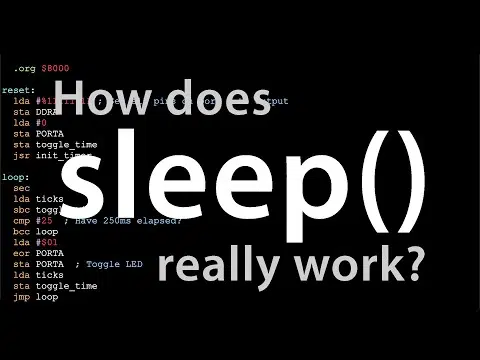 .org $8000
How does
sleep()
really work?
reset:
lda #%11111111 ; Set all pins on port A to output
sta DDRA
lda #0
sta PORTA
sta toggle_time
jsr init_timer
loop:
sec
lda ticks
sbc toggle_time
cmp #25 ; Have 250ms elapsed?
bcc loop
lda #$01
eor PORTA
sta PORTA ; Toggle LED
lda ticks
sta toggle_time
jmp loop